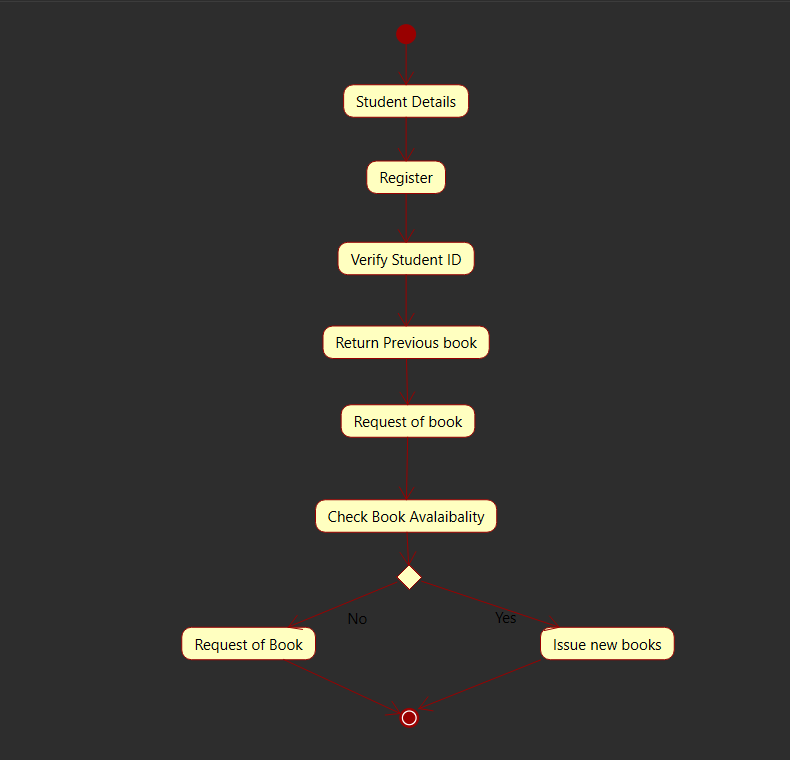 Student Details
Register
Verify Student ID
Return Previous book
Request of book
Check Book Avalaibality
No
Yes
Request of Book
Issue new books